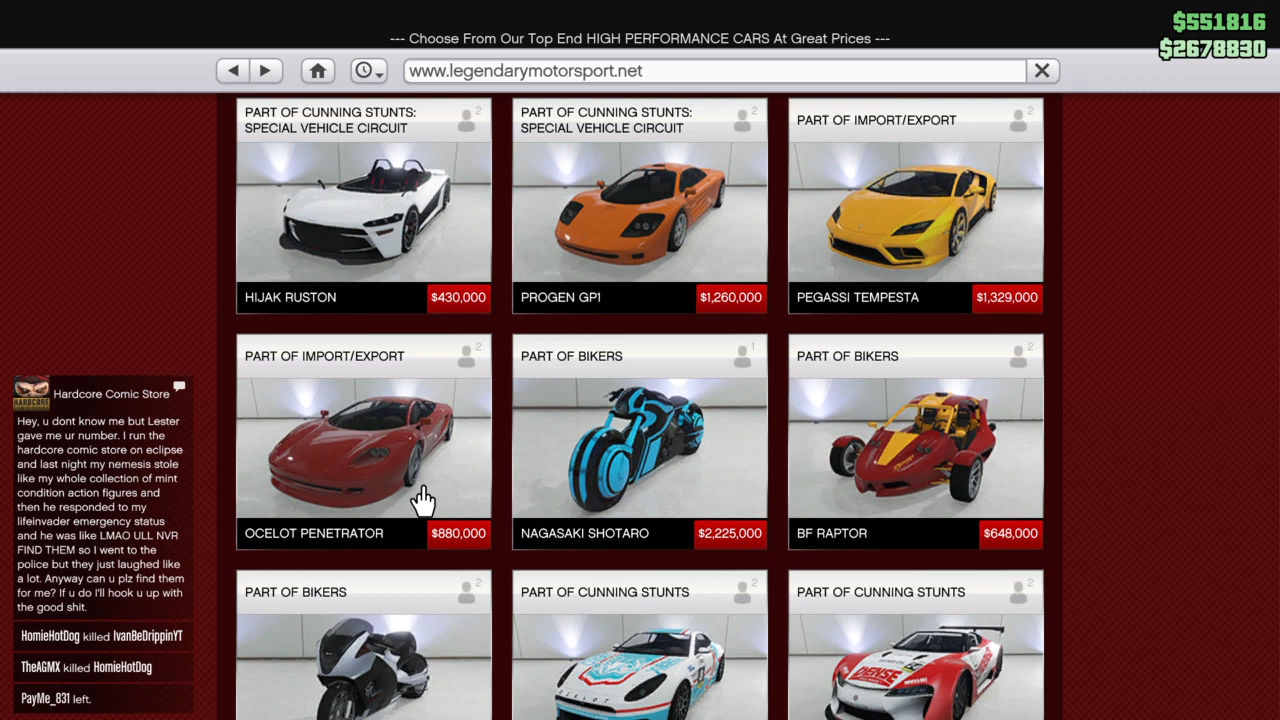 $551816
--- Choose From Our Top End HIGH PERFORMANCE CARS At Great Prices ---
$2678830
www.legendarymotorsport.net
PART OF CUNNING STUNTS:
SPECIAL VEHICLE CIRCUIT
2
PART OF CUNNING STUNTS:
SPECIAL VEHICLE CIRCUIT
2
PART OF IMPORT/EXPORT
2
HIJAK RUSTON
$430,000
PROGEN GP1
$1,260,000
PEGASSI TEMPESTA
$1,329,000
PART OF IMPORT/EXPORT
2
PART OF BIKERS
1
PART OF BIKERS
2
OCELOT PENETRATOR
$880,000
NAGASAKI SHOTARO
$2,225,000
BF RAPTOR
$648,000
PART OF BIKERS
2
PART OF CUNNING STUNTS
2
PART OF CUNNING STUNTS
2
DENSE
HARDCORE
Hardcore Comic Store
Hey, u dont know me but Lester
gave me ur number. I run the
hardcore comic store on eclipse
and last night my nemesis stole
like my whole collection of mint
condition action figures and
then he responded to my
lifeinvader emergency status
and he was like LMAO ULL NVR
FIND THEM so I went to the
police but they just laughed like
a lot. Anyway can u plz find them
for me? If u do I'll hook u up with
the good shit.
HomieHotDog killed IvanBeDrippinYT
TheAGMX killed HomieHotDog
PayMe_831 left.